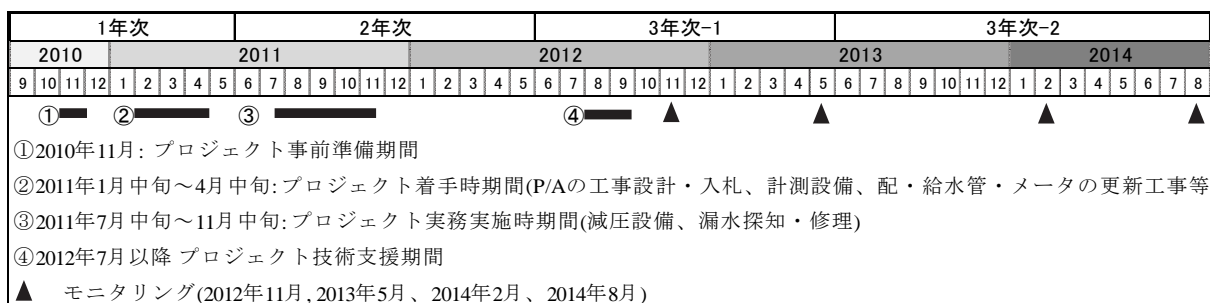 1年次 2年次 3年次-1 3年次-2
2010 2011 2012 2013 2014
9 10 11 12 1 2 3 4 5 6 7 8 9 10 11 12 1 2 3 4 5 6 7 8 9 10 11 12 1 2 3 4 5 6 7 8 9 10 11 12 1 2 3 4 5 6 7 8
① ② ③ ④ ▲ ▲ ▲ ▲
①2010年11月: プロジェクト事前準備期間
②2011年1月中旬～4月中旬:プロジェクト着手時期間(P/Aの工事設計・入札、計測設備、配・給水管・メータの更新工事等
③2011年7月中旬～11月中旬:プロジェクト実務実施時期間(減圧設備、漏水探知・修理)
④2012年7月以降 プロジェクト技術支援期間
▲ モニタリング(2012年11月, 2013年5月、2014年2月、2014年8月)